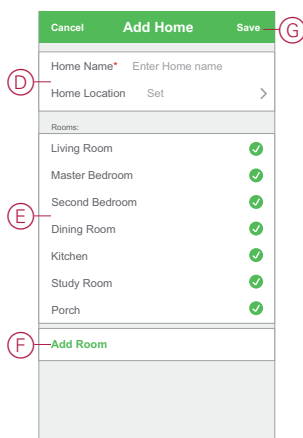 Cancel Add Home Save G
Home Name* Enter Home name
D
Home Location Set
Rooms:
Living Room
Master Bedroom
Second Bedroom
E
Dining Room
Kitchen
Study Room
Porch
F Add Room